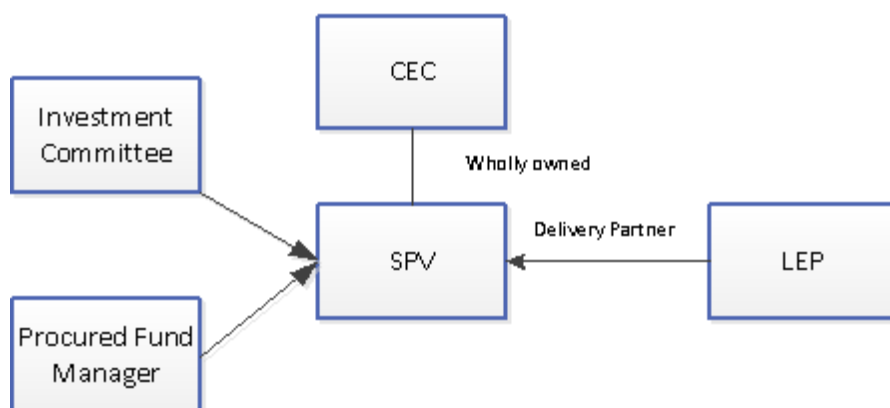 CEC
Investment
Committee
Wholly owned
SPV
Delivery Partner
LEP
Procured Fund
Manager